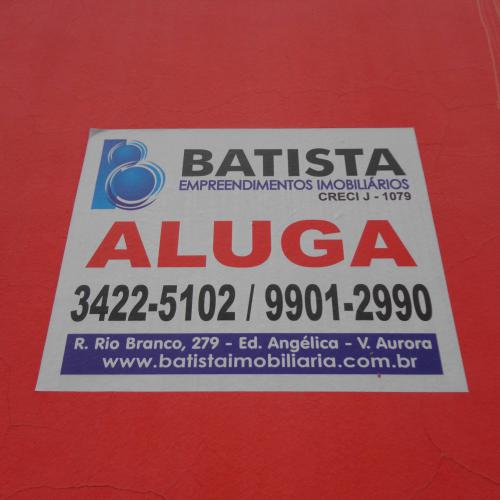 BATISTA
EMPREENDIMENTOS IMOBILIÁRIOS
CRECI J - 1079
ALUGA
3422-5102 / 9901-2990
R. Rio Branco, 279 - Ed. Angélica - V. Aurora
www.batistaimobiliaria.com.br